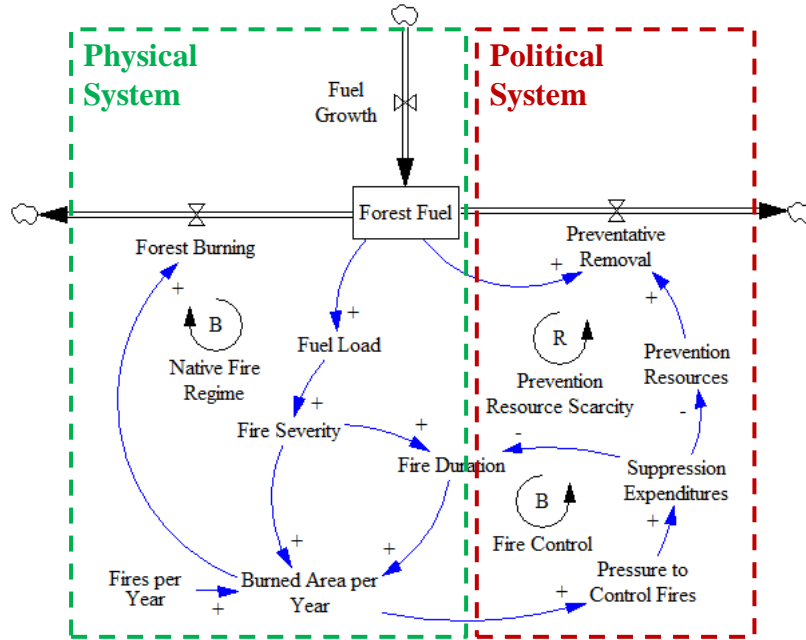 Physical
System
Political
System
Fuel
Growth
Forest Fuel
Forest Burning
Preventative
Removal
+
+
+
+
B
Native Fire
Regime
Fuel Load
R
Prevention
Resource Scarcity
Prevention
Resources
+
Fire Severity
+
-
-
Fire Duration
Suppression
Expenditures
B
Fire Control
+
+
+
Fires per
Year
+
Burned Area per
Year
+
Pressure to
Control Fires